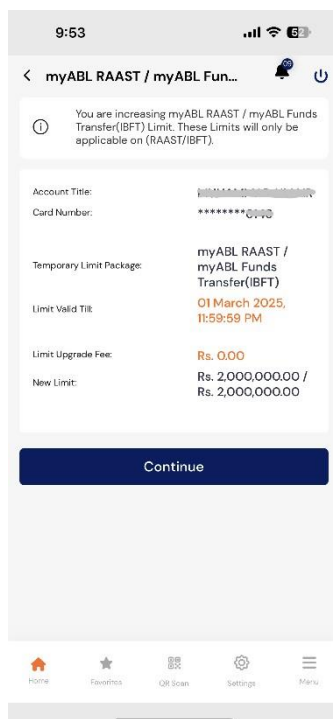 9:53
myABL RAAST / myABL Fun...
You are increasing myABL RAAST / myABL Funds
Transfer(IBFT) Limit. These Limits will only be
applicable on (RAAST/IBFT).
Account Title:
Card Number: ********
Temporary Limit Package: myABL RAAST /
myABL Funds
Transfer(IBFT)
Limit Valid Till: 01 March 2025,
11:59:59 PM
Limit Upgrade Fee: Rs. 0.00
New Limit: Rs. 2,000,000.00 /
Rs. 2,000,000.00
Continue
Home Favorites QR Scan Settings Menu